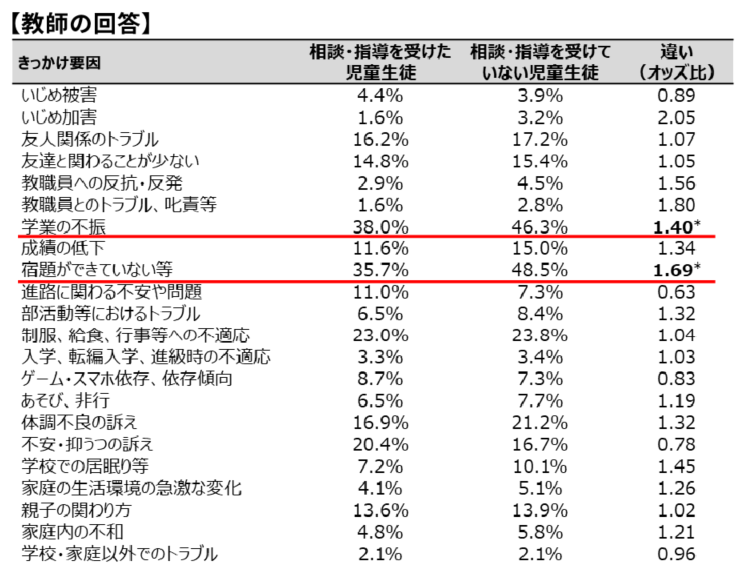 【教師の回答】
きっかけ要因 相談・指導を受けた児童生徒 相談・指導を受けていない児童生徒 違い(オッズ比)
いじめ被害 4.4% 3.9% 0.89
いじめ加害 1.6% 3.2% 2.05
友人関係のトラブル 16.2% 17.2% 1.07
友達と関わることが少ない 14.8% 15.4% 1.05
教職員への反抗・反発 2.9% 4.5% 1.56
教職員とのトラブル、叱責等 1.6% 2.8% 1.80
学業の不振 38.0% 46.3% 1.40*
成績の低下 11.6% 15.0% 1.34
宿題ができていない等 35.7% 48.5% 1.69*
進路に関わる不安や問題 11.0% 7.3% 0.63
部活動等におけるトラブル 6.5% 8.4% 1.32
制服、給食、行事等への不適応 23.0% 23.8% 1.04
入学、転編入学、進級時の不適応 3.3% 3.4% 1.03
ゲーム・スマホ依存、依存傾向 8.7% 7.3% 0.83
あそび、非行 6.5% 7.7% 1.19
体調不良の訴え 16.9% 21.2% 1.32
不安・抑うつの訴え 20.4% 16.7% 0.78
学校での居眠り等 7.2% 10.1% 1.45
家庭の生活環境の急激な変化 4.1% 5.1% 1.26
親子の関わり方 13.6% 13.9% 1.02
家庭内の不和 4.8% 5.8% 1.21
学校・家庭以外でのトラブル 2.1% 2.1% 0.96